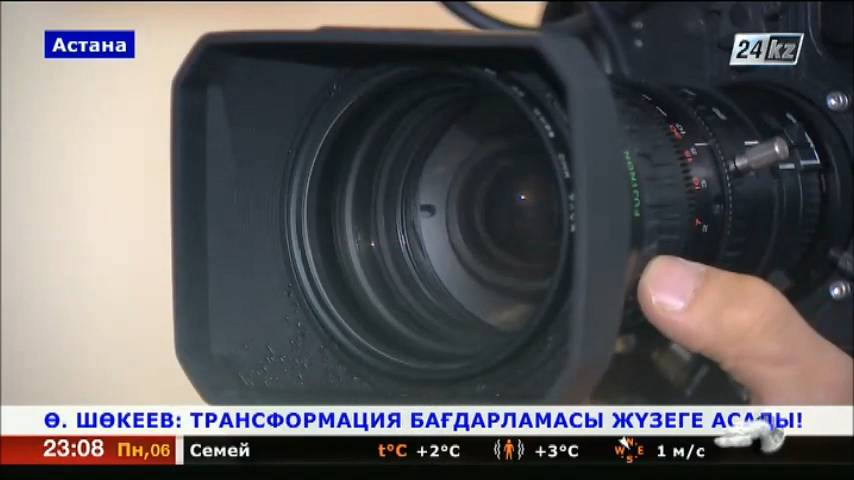 Астана
24kz
FUJINON
Ө. ШӨКЕЕВ: ТРАНСФОРМАЦИЯ БАҒДАРЛАМАСЫ ЖҮЗЕГЕ АСАДЫ!
23:08 Пн,06 Семей t°C +2°C +3°C N W E S 1 м/с